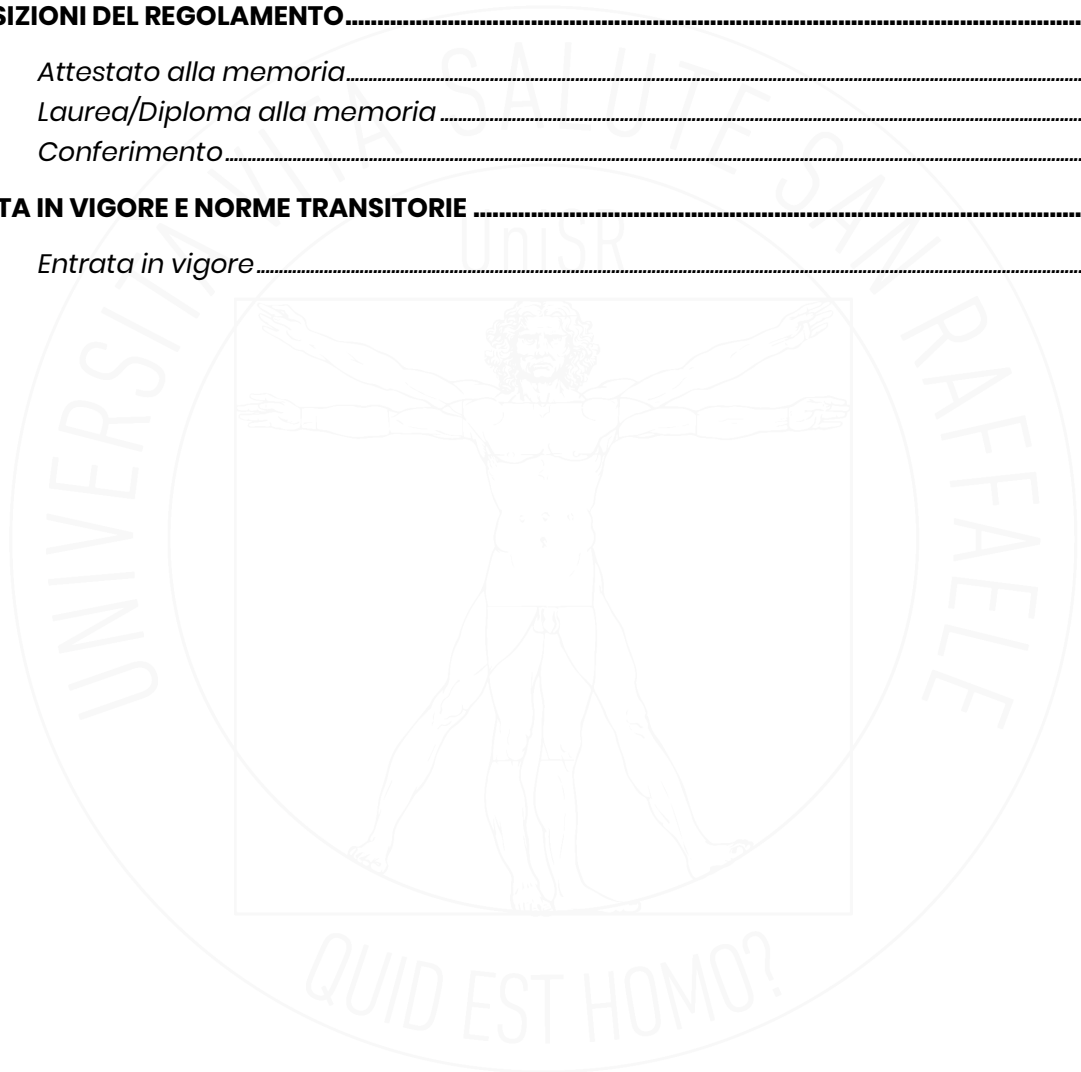 SIZIONI DEL REGOLAMENTO
Attestato alla memoria
Laurea/Diploma alla memoria
Conferimento
TA IN VIGORE E NORME TRANSITORIE
Entrata in vigore
UNIVERSITÀ VITA SALUTE SAN RAFFAELE
UniSR
QUID EST HOMO?